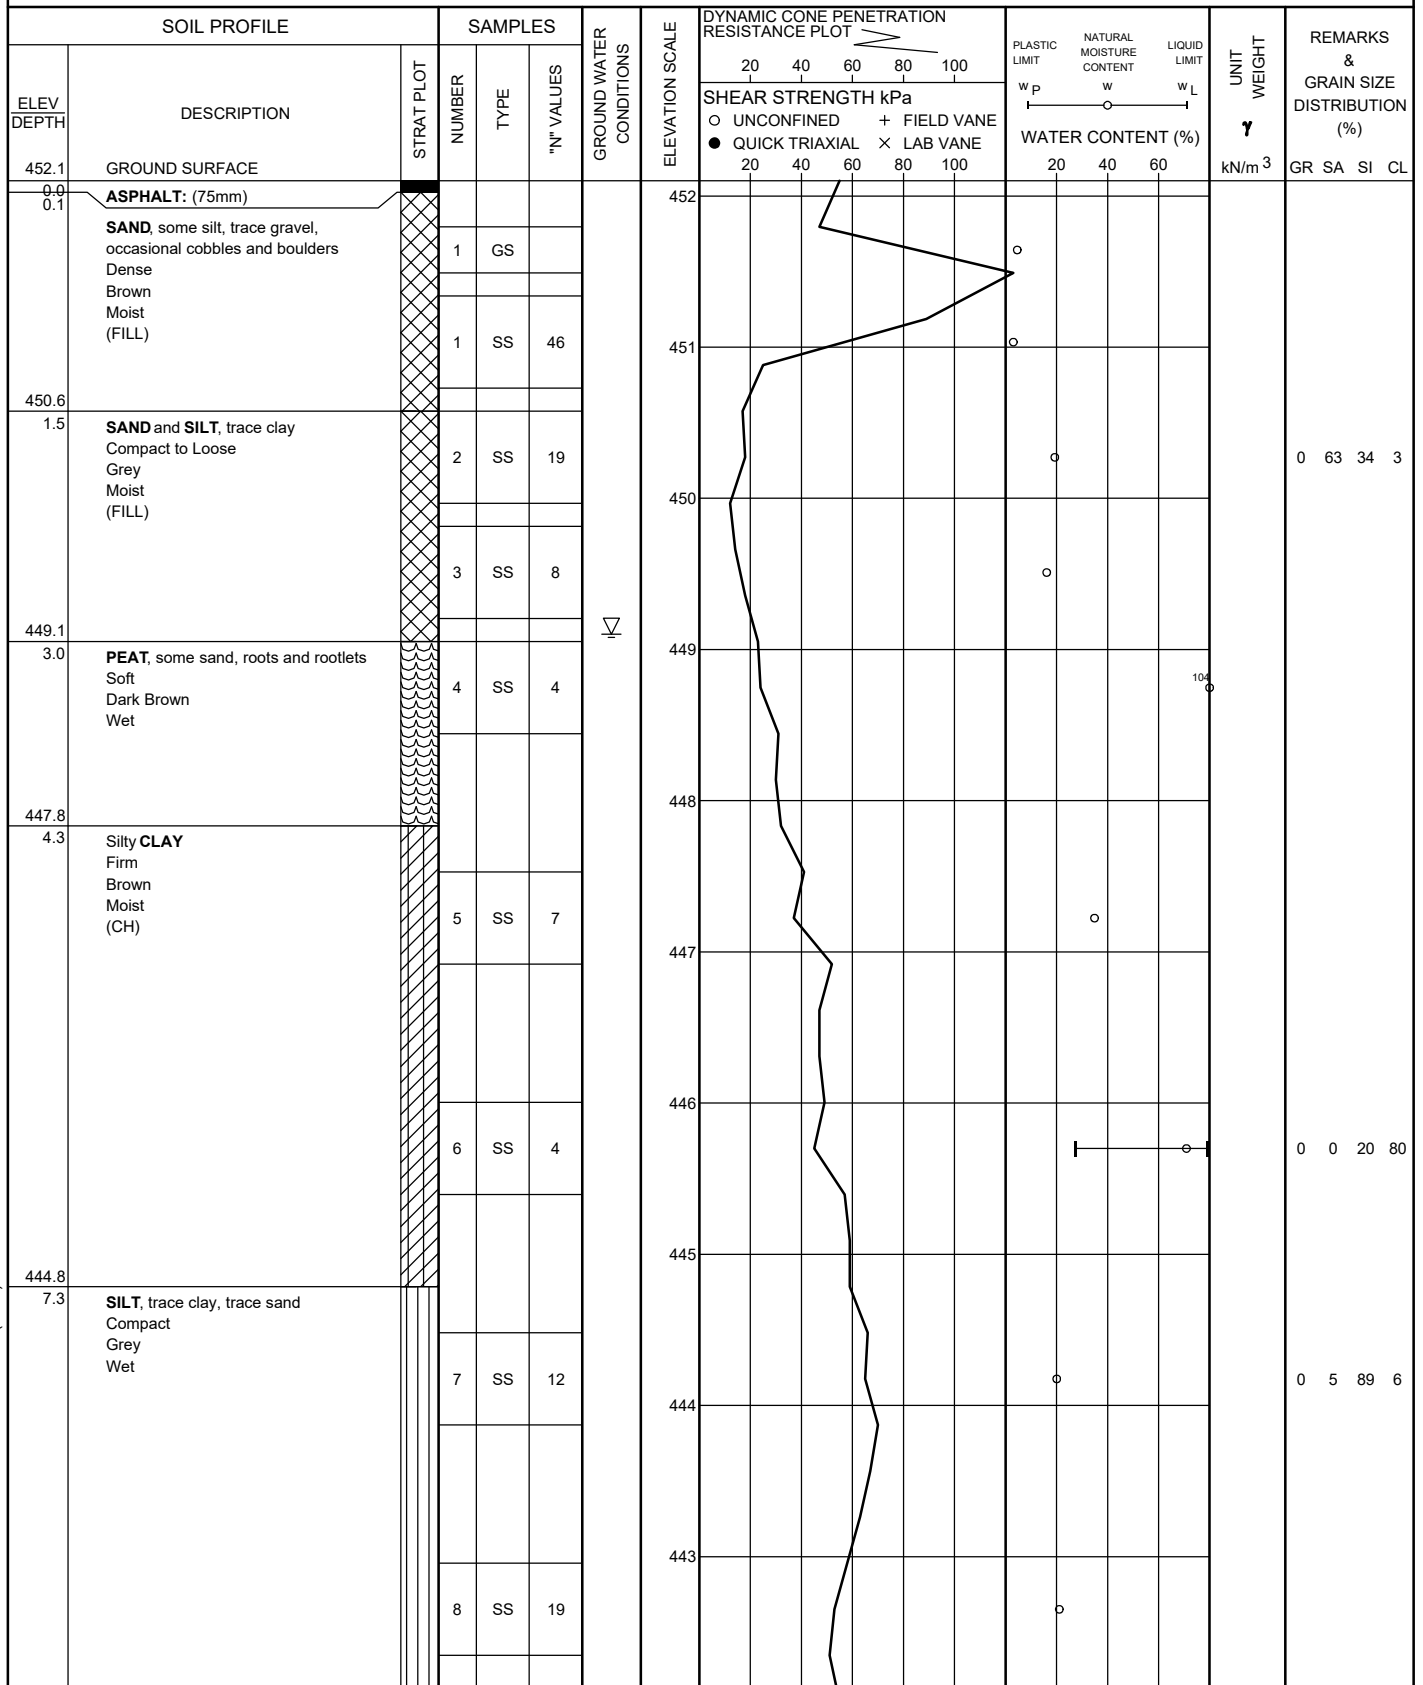 SOIL PROFILE
SAMPLES
GROUND WATER
CONDITIONS
ELEVATION SCALE
DYNAMIC CONE PENETRATION
RESISTANCE PLOT
20 40 60 80 100
SHEAR STRENGTH kPa
UNCONFINED
FIELD VANE
QUICK TRIAXIAL
LAB VANE
PLASTIC
LIMIT
NATURAL
MOISTURE
CONTENT
LIQUID
LIMIT
wP
w
wL
WATER CONTENT (%)
20 40 60
UNIT
WEIGHT
γ
kN/m3
REMARKS
&
GRAIN SIZE
DISTRIBUTION
(%)
GR SA SI CL
ELEV
DEPTH
DESCRIPTION
STRAT PLOT
NUMBER
TYPE
"N" VALUES
452.1 GROUND SURFACE
0.0
0.1
ASPHALT: (75mm)
SAND, some silt, trace gravel,
occasional cobbles and boulders
Dense
Brown
Moist
(FILL)
1 GS
1 SS 46
452
451
450.6
1.5
SAND and SILT, trace clay
Compact to Loose
Grey
Moist
(FILL)
2 SS 19
0 63 34 3
450
3 SS 8
449.1
3.0
PEAT, some sand, roots and rootlets
Soft
Dark Brown
Wet
4 SS 4
449
104
448
447.8
4.3
Silty CLAY
Firm
Brown
Moist
(CH)
5 SS 7
447
446
6 SS 4
0 0 20 80
445
444.8
7.3
SILT, trace clay, trace sand
Compact
Grey
Wet
7 SS 12
0 5 89 6
444
443
8 SS 19